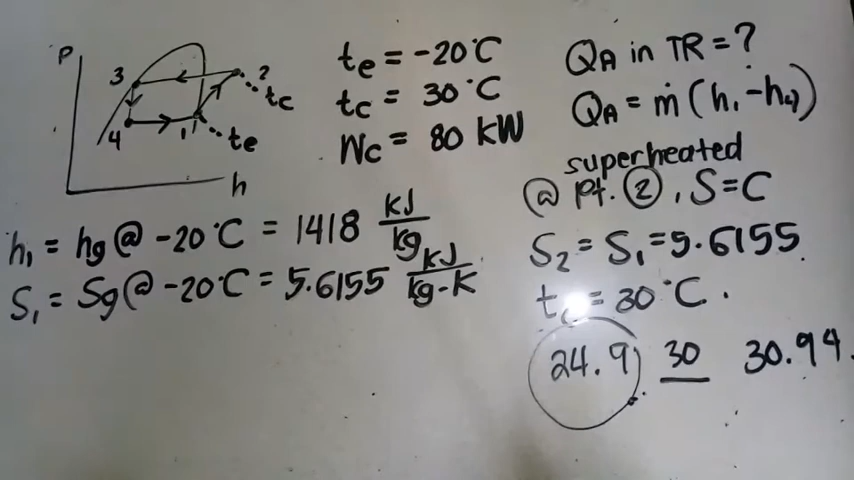 P
3
2
tc
4
1
te
h
te = -20°C
tc = 30°C
Wc = 80 KW
QA in TR = ?
QA = ṁ (h1 - h4)
superheated
@ pt. 2, S = C
S2 = S1 = 5.6155
tc = 30°C.
24.9 30 30.94
h1 = hg @ -20°C = 1418 kJ/kg
S1 = Sg @ -20°C = 5.6155 kJ/kg-K